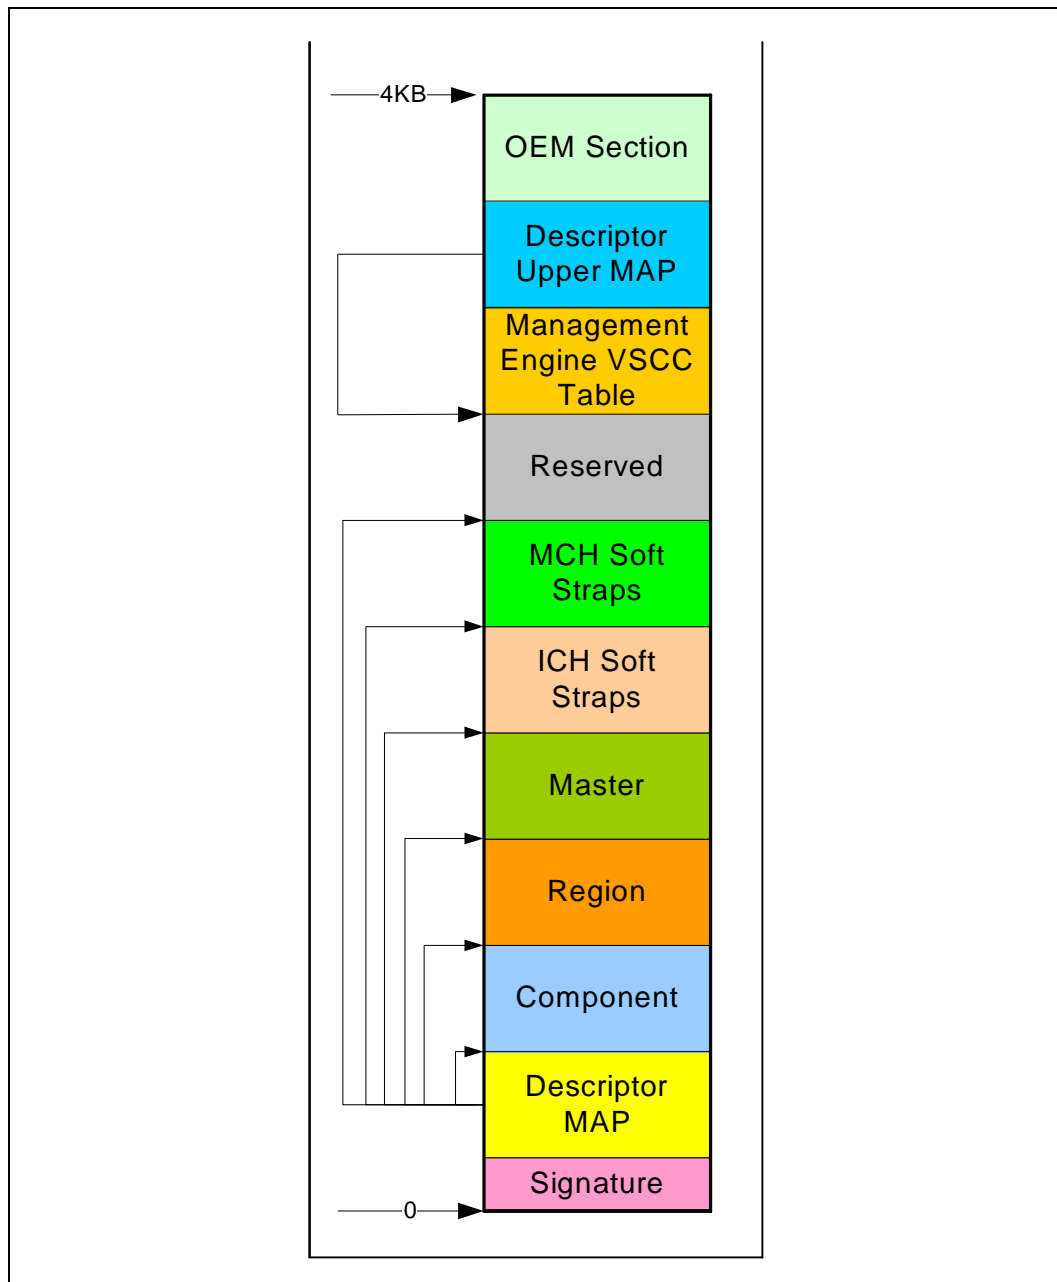 4KB
OEM Section
Descriptor
Upper MAP
Management
Engine VSCC
Table
Reserved
MCH Soft
Straps
ICH Soft
Straps
Master
Region
Component
Descriptor
MAP
Signature
0